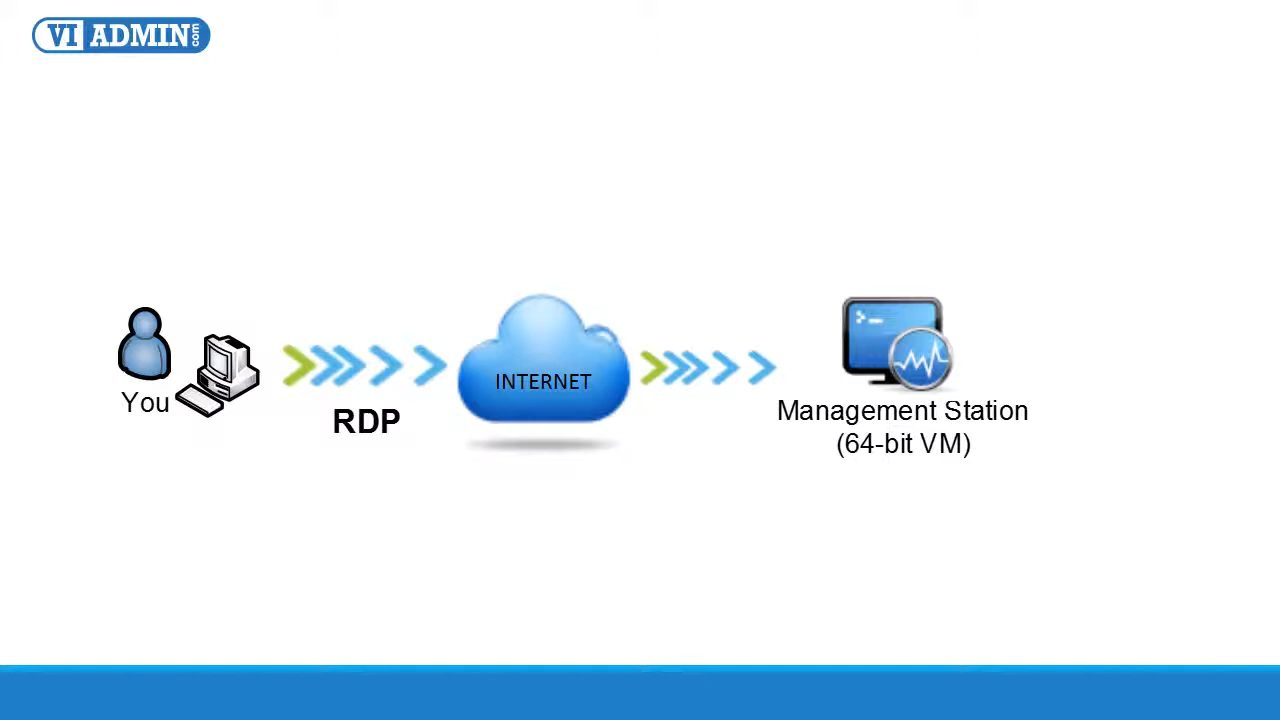 VI ADMIN.com
You
RDP
INTERNET
>_
Management Station
(64-bit VM)